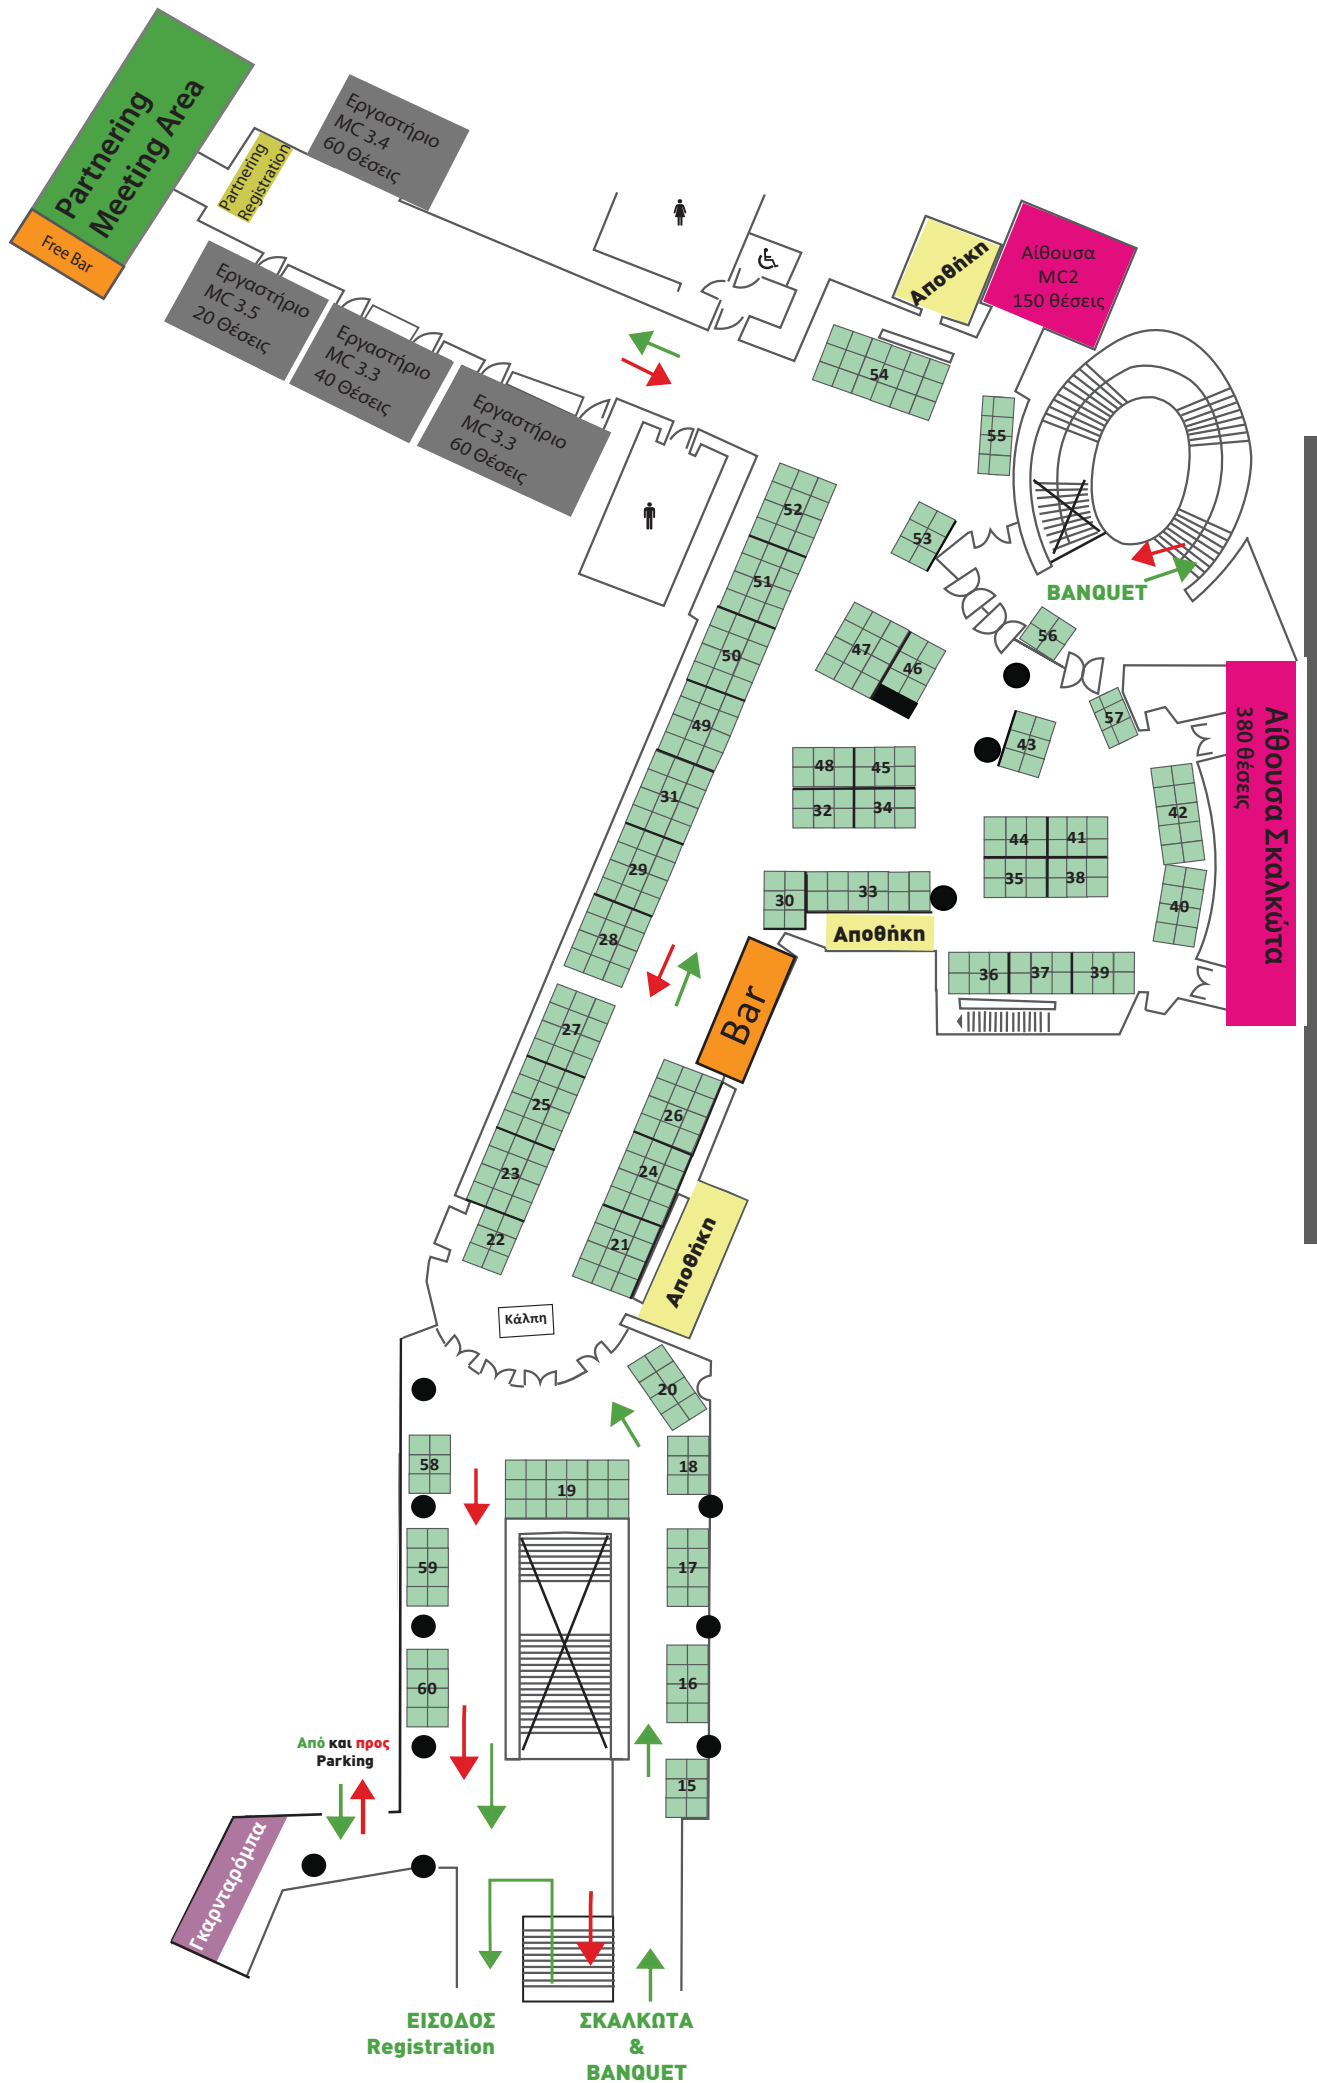 Partnering
Meeting Area
Free Bar
Partnering
Registration
Εργαστήριο
MC 3.4
60 Θέσεις
Εργαστήριο
MC 3.5
20 Θέσεις
Εργαστήριο
MC 3.3
40 Θέσεις
Εργαστήριο
MC 3.3
60 Θέσεις
Αποθήκη
Αίθουσα
MC2
150 θέσεις
54
55
52
53
51
BANQUET
50
47
46
56
49
43
57
Αίθουσα Σκαλκώτα
380 θέσεις
48
45
31
32
34
42
44
41
35
38
29
30
33
40
28
Αποθήκη
36
37
39
Bar
27
25
26
23
24
22
21
Αποθήκη
Κάλπη
20
58
19
18
59
17
60
16
Από και προς
Parking
15
Γκαρνταρόμπα
ΕΙΣΟΔΟΣ
Registration
ΣΚΑΛΚΩΤΑ
&
BANQUET